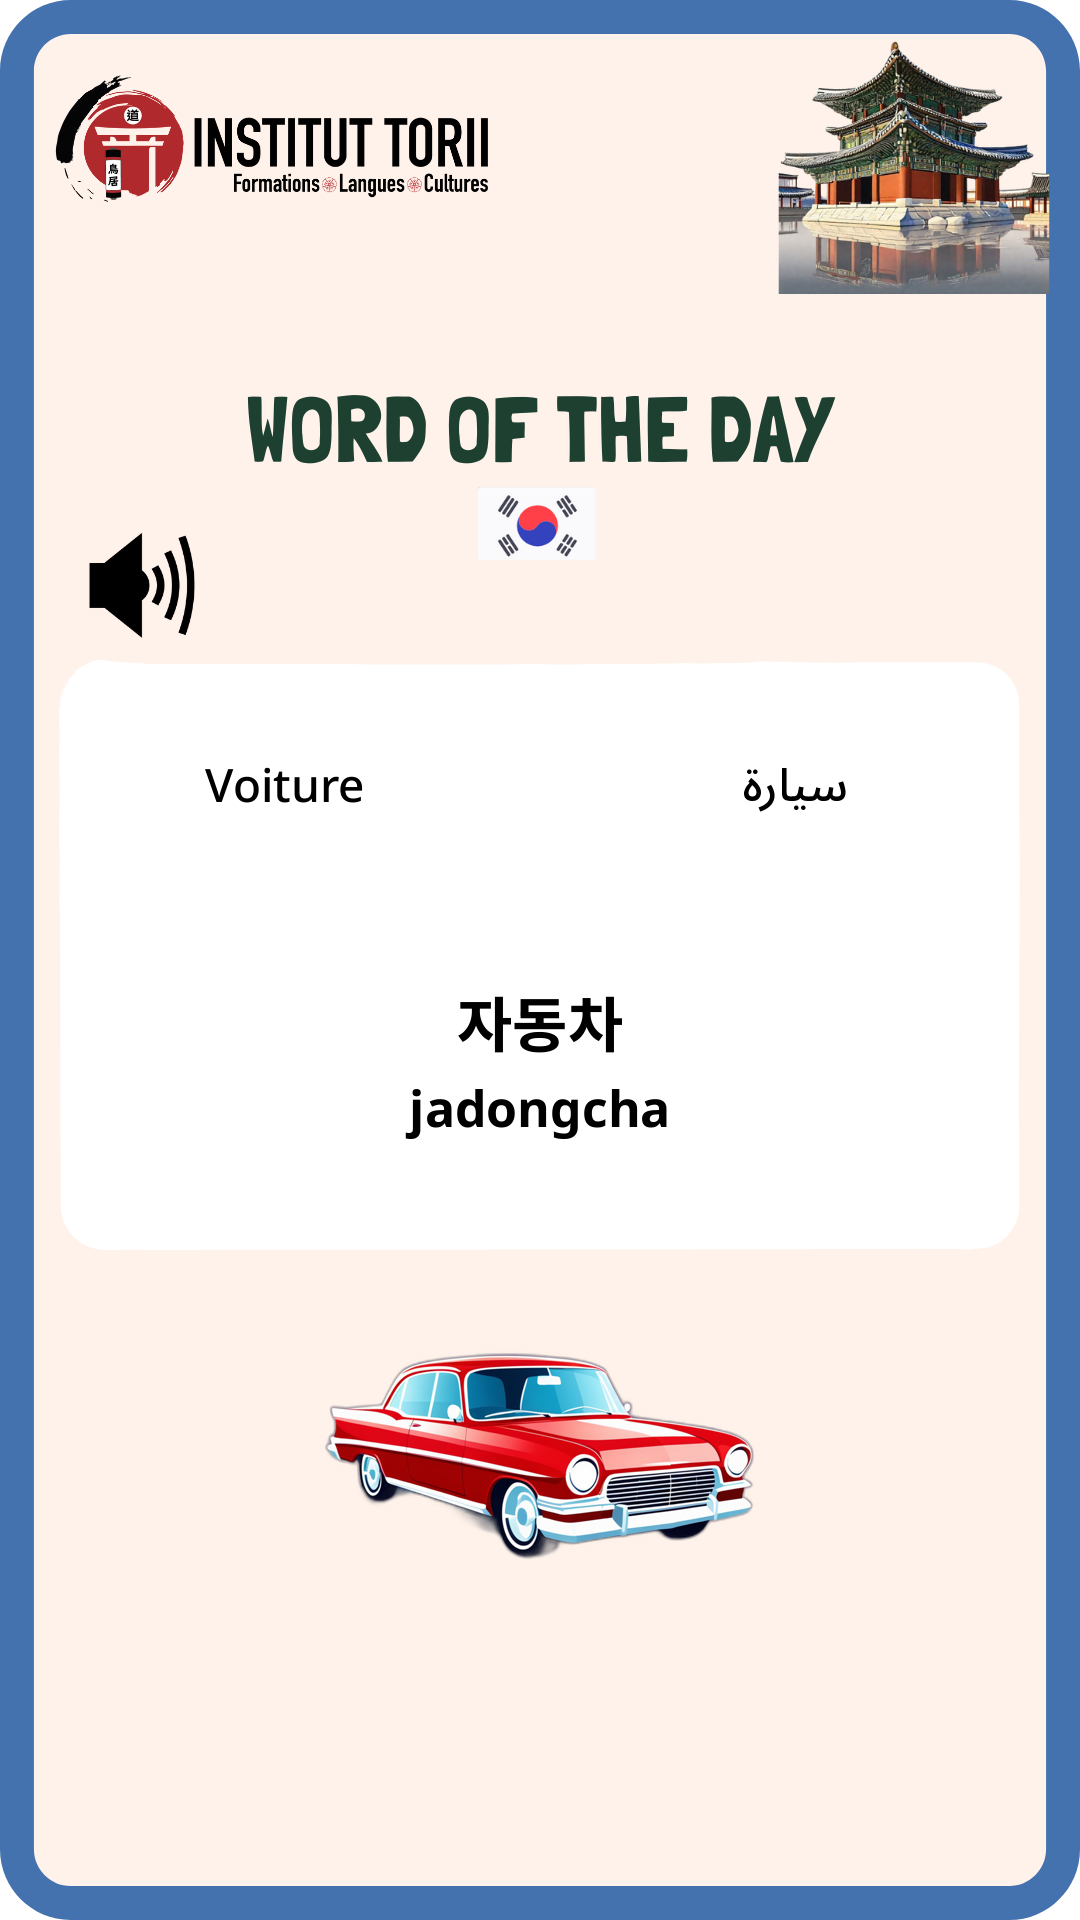 道
鳥居
INSTITUT TORII
Formations Langues Cultures
WORD OF THE DAY
Voiture
سيارة
자동차
jadongcha